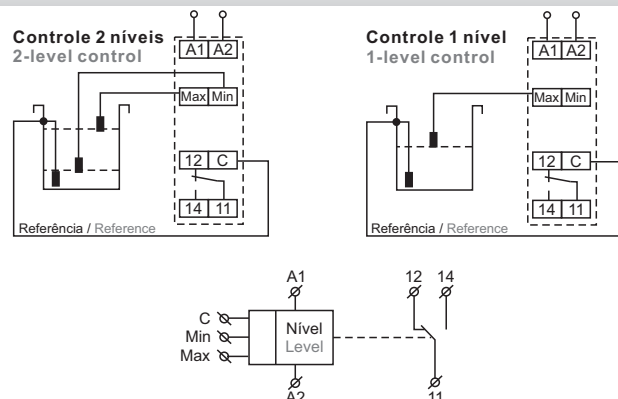 Controle 2 níveis
2-level control
A1 A2
Max Min
12 C
14 11
Referência / Reference
Controle 1 nível
1-level control
A1 A2
Max Min
12 C
14 11
Referência / Reference
A1
12 14
C
Min
Max
Nível
Level
A2
11